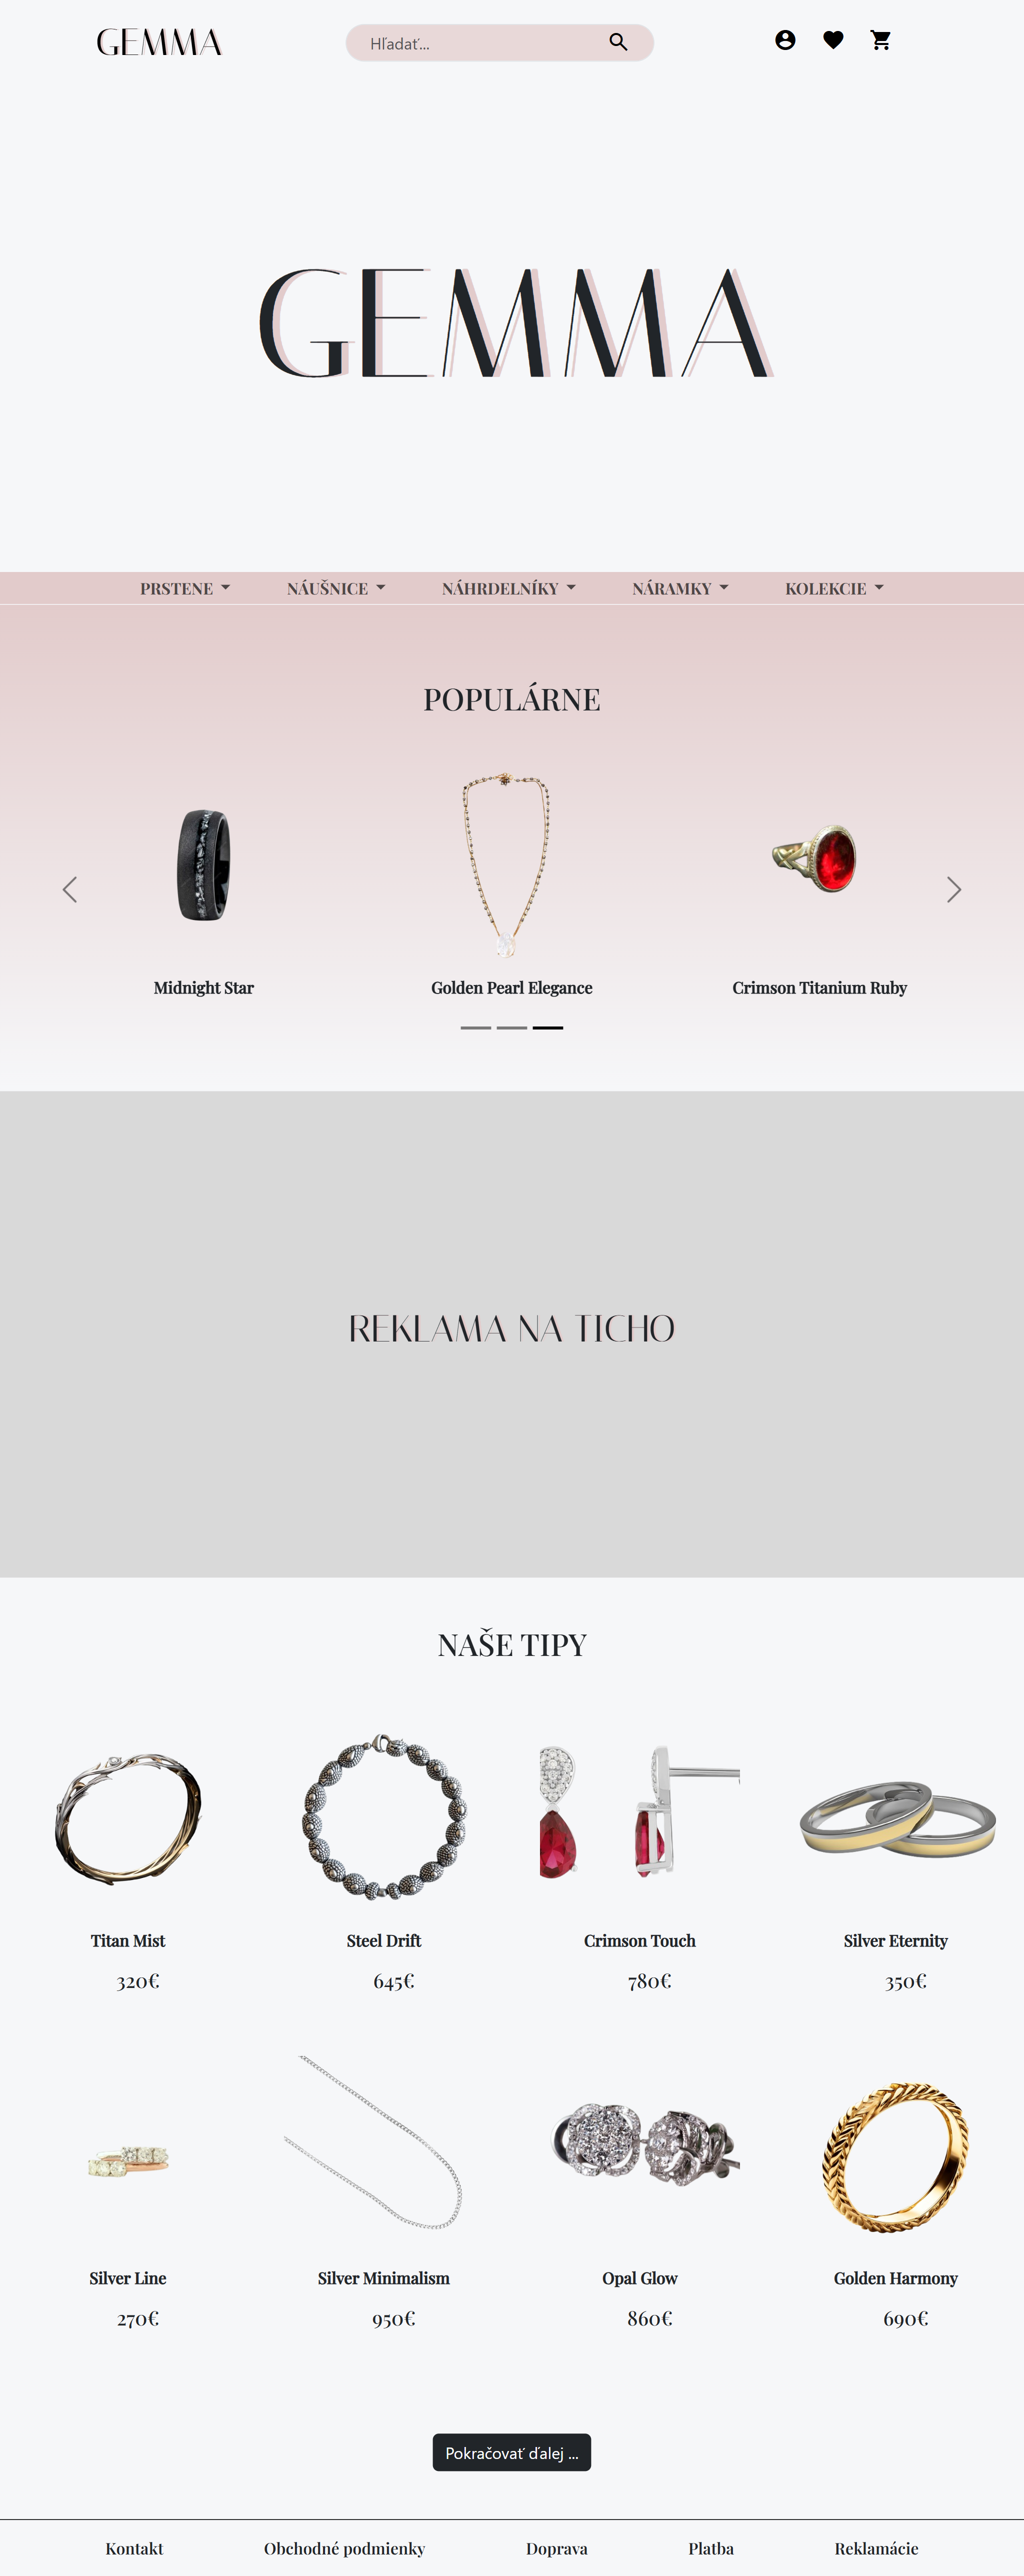 GEMMA
Hľadať...
GEMMA
PRSTENE NÁUŠNICE NÁHRDELNÍKY NÁRAMKY KOLEKCIE
POPULÁRNE
Midnight Star Golden Pearl Elegance Crimson Titanium Ruby
REKLAMA NA TICHO
NAŠE TIPY
Titan Mist Steel Drift Crimson Touch Silver Eternity
320€ 645€ 780€ 350€
Silver Line Silver Minimalism Opal Glow Golden Harmony
270€ 950€ 860€ 690€
Pokračovať ďalej ...
Kontakt Obchodné podmienky Doprava Platba Reklamácie